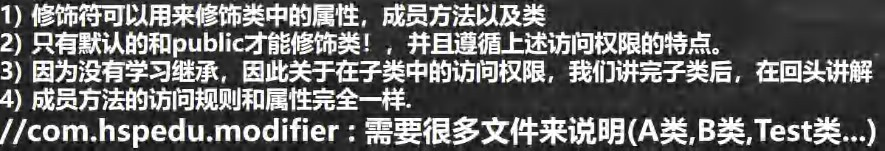 1) 修饰符可以用来修饰类中的属性，成员方法以及类
2) 只有默认的和public才能修饰类！，并且遵循上述访问权限的特点。
3) 因为没有学习继承，因此关于在子类中的访问权限，我们讲完子类后，在回头讲解
4) 成员方法的访问规则和属性完全一样.
//com.hspedu.modifier : 需要很多文件来说明(A类,B类,Test类...)